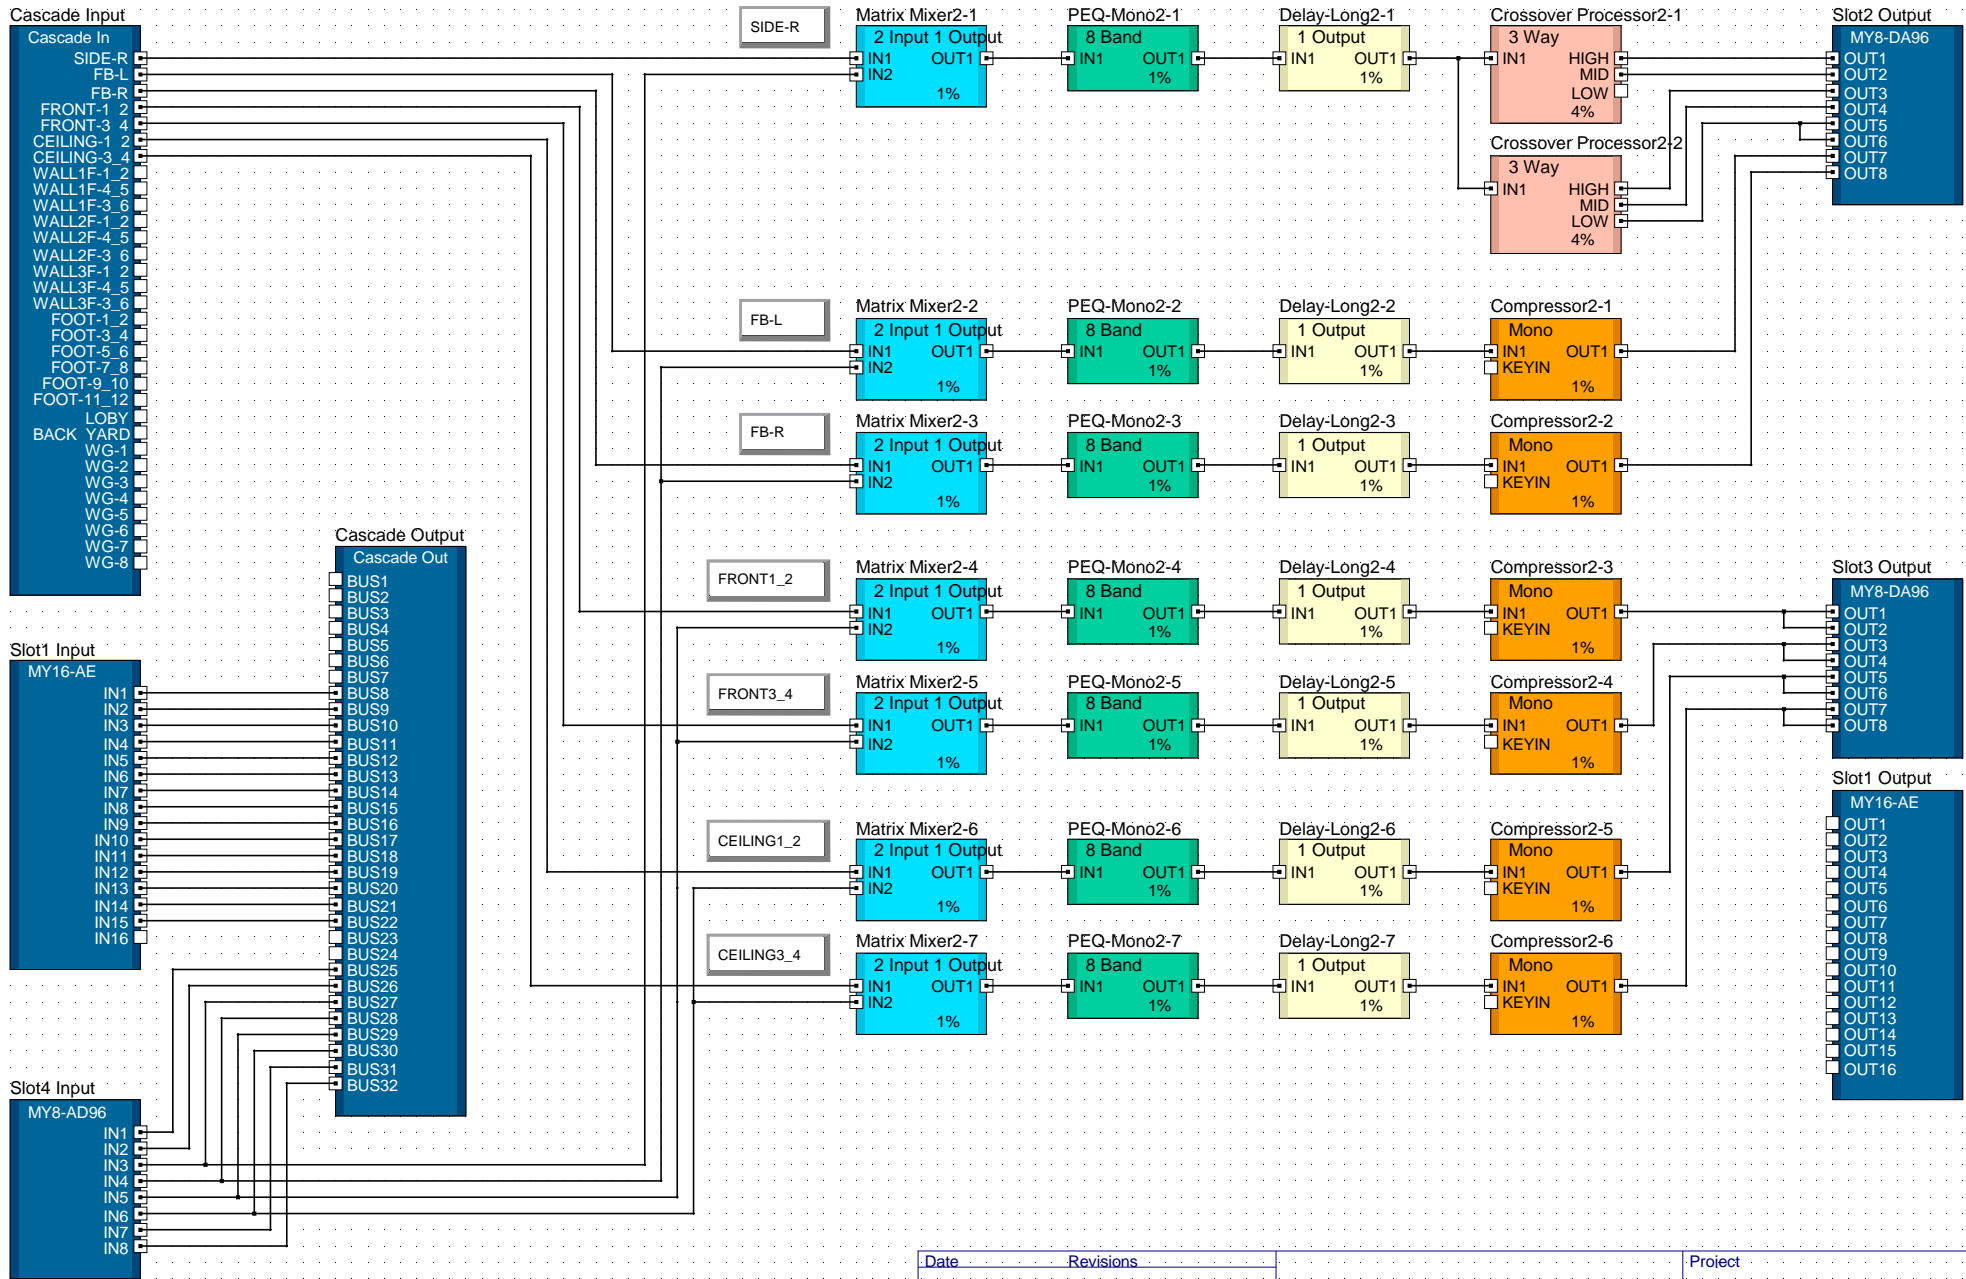 Cascade Input
Cascade In
SIDE-R
FB-L
FB-R
FRONT-1 2
FRONT-3 4
CEILING-1 2
CEILING-3_4
WALL1F-1_2
WALL1F-4_5
WALL1F-3_6
WALL2F-1_2
WALL2F-4_5
WALL2F-3 6
WALL3F-1 2
WALL3F-4_5
WALL3F-3_6
FOOT-1_2
FOOT-3_4
FOOT-5_6
FOOT-7_8
FOOT-9_10
FOOT-11_12
LOBY
BACK YARD
WG-1
WG-2
WG-3
WG-4
WG-5
WG-6
WG-7
WG-8
Slot1 Input
MY16-AE
IN1
IN2
IN3
IN4
IN5
IN6
IN7
IN8
IN9
IN10
IN11
IN12
IN13
IN14
IN15
IN16
Slot4 Input
MY8-AD96
IN1
IN2
IN3
IN4
IN5
IN6
IN7
IN8
Cascade Output
Cascade Out
BUS1
BUS2
BUS3
BUS4
BUS5
BUS6
BUS7
BUS8
BUS9
BUS10
BUS11
BUS12
BUS13
BUS14
BUS15
BUS16
BUS17
BUS18
BUS19
BUS20
BUS21
BUS22
BUS23
BUS24
BUS25
BUS26
BUS27
BUS28
BUS29
BUS30
BUS31
BUS32
SIDE-R
Matrix Mixer2-1
2 Input 1 Output
IN1 OUT1
IN2
1%
PEQ-Mono2-1
8 Band
IN1 OUT1
1%
Delay-Long2-1
1 Output
IN1 OUT1
1%
Crossover Processor2-1
3 Way
IN1 HIGH
MID
LOW
4%
Crossover Processor2-2
3 Way
IN1 HIGH
MID
LOW
4%
Slot2 Output
MY8-DA96
OUT1
OUT2
OUT3
OUT4
OUT5
OUT6
OUT7
OUT8
FB-L
Matrix Mixer2-2
2 Input 1 Output
IN1 OUT1
IN2
1%
PEQ-Mono2-2
8 Band
IN1 OUT1
1%
Delay-Long2-2
1 Output
IN1 OUT1
1%
Compressor2-1
Mono
IN1 OUT1
KEYIN
1%
FB-R
Matrix Mixer2-3
2 Input 1 Output
IN1 OUT1
IN2
1%
PEQ-Mono2-3
8 Band
IN1 OUT1
1%
Delay-Long2-3
1 Output
IN1 OUT1
1%
Compressor2-2
Mono
IN1 OUT1
KEYIN
1%
FRONT1_2
Matrix Mixer2-4
2 Input 1 Output
IN1 OUT1
IN2
1%
PEQ-Mono2-4
8 Band
IN1 OUT1
1%
Delay-Long2-4
1 Output
IN1 OUT1
1%
Compressor2-3
Mono
IN1 OUT1
KEYIN
1%
Slot3 Output
MY8-DA96
OUT1
OUT2
OUT3
OUT4
OUT5
OUT6
OUT7
OUT8
FRONT3_4
Matrix Mixer2-5
2 Input 1 Output
IN1 OUT1
IN2
1%
PEQ-Mono2-5
8 Band
IN1 OUT1
1%
Delay-Long2-5
1 Output
IN1 OUT1
1%
Compressor2-4
Mono
IN1 OUT1
KEYIN
1%
Slot1 Output
MY16-AE
OUT1
OUT2
OUT3
OUT4
OUT5
OUT6
OUT7
OUT8
OUT9
OUT10
OUT11
OUT12
OUT13
OUT14
OUT15
OUT16
CEILING1_2
Matrix Mixer2-6
2 Input 1 Output
IN1 OUT1
IN2
1%
PEQ-Mono2-6
8 Band
IN1 OUT1
1%
Delay-Long2-6
1 Output
IN1 OUT1
1%
Compressor2-5
Mono
IN1 OUT1
KEYIN
1%
CEILING3_4
Matrix Mixer2-7
2 Input 1 Output
IN1 OUT1
IN2
1%
PEQ-Mono2-7
8 Band
IN1 OUT1
1%
Delay-Long2-7
1 Output
IN1 OUT1
1%
Compressor2-6
Mono
IN1 OUT1
KEYIN
1%
Date Revisions Project